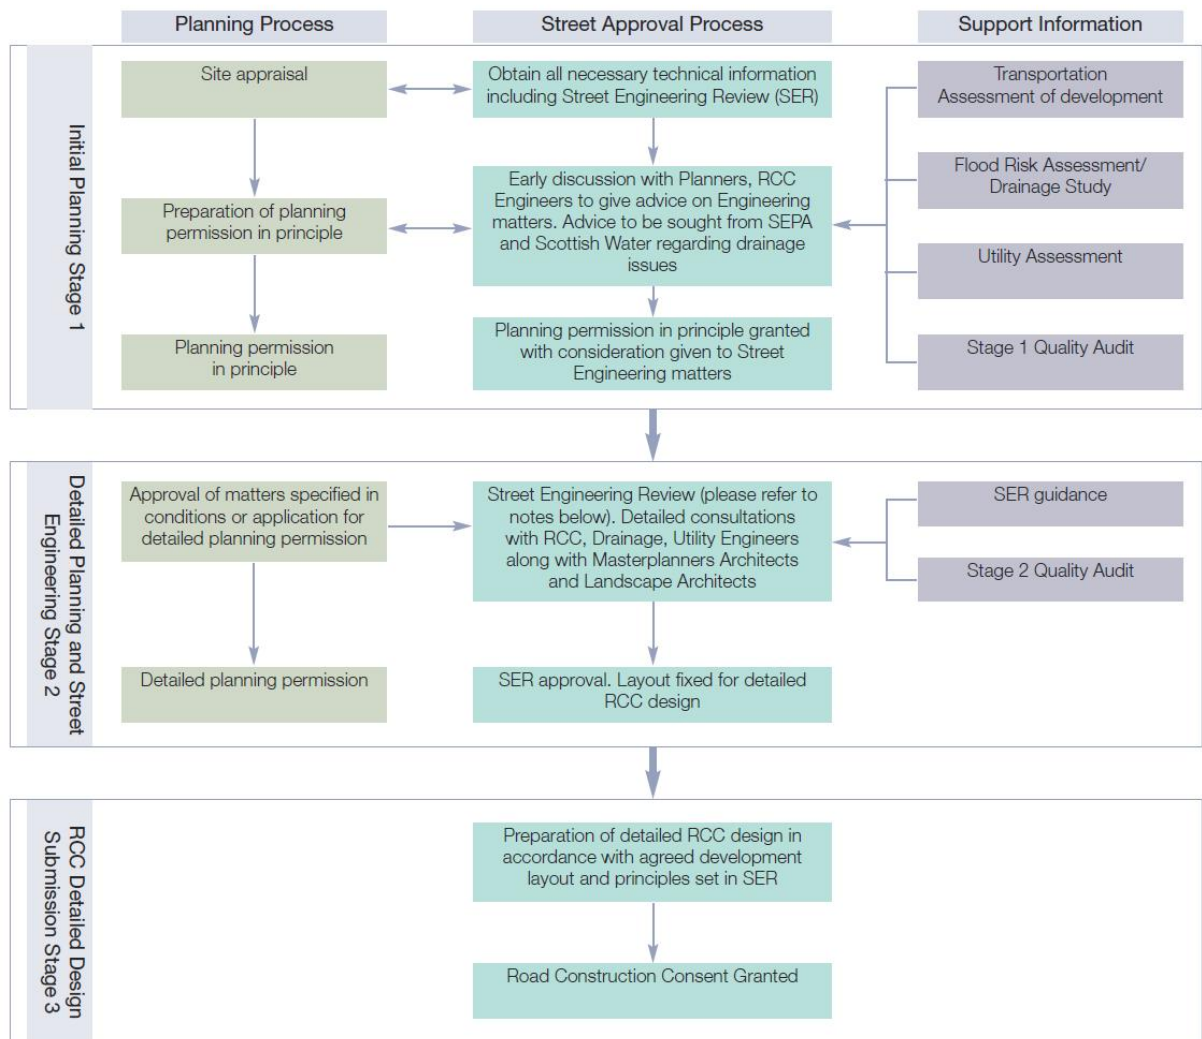 Planning Process
Street Approval Process
Support Information
Initial Planning Stage 1
Site appraisal
Obtain all necessary technical information
including Street Engineering Review (SER)
Transportation
Assessment of development
Preparation of planning
permission in principle
Early discussion with Planners, RCC
Engineers to give advice on Engineering
matters. Advice to be sought from SEPA
and Scottish Water regarding drainage
issues
Flood Risk Assessment/
Drainage Study
Utility Assessment
Planning permission
in principle
Planning permission in principle granted
with consideration given to Street
Engineering matters
Stage 1 Quality Audit
Detailed Planning and Street
Engineering Stage 2
Approval of matters specified in
conditions or application for
detailed planning permission
Street Engineering Review (please refer to
notes below). Detailed consultations
with RCC, Drainage, Utility Engineers
along with Masterplanners Architects
and Landscape Architects
SER guidance
Stage 2 Quality Audit
Detailed planning permission
SER approval. Layout fixed for detailed
RCC design
RCC Detailed Design
Submission Stage 3
Preparation of detailed RCC design in
accordance with agreed development
layout and principles set in SER
Road Construction Consent Granted